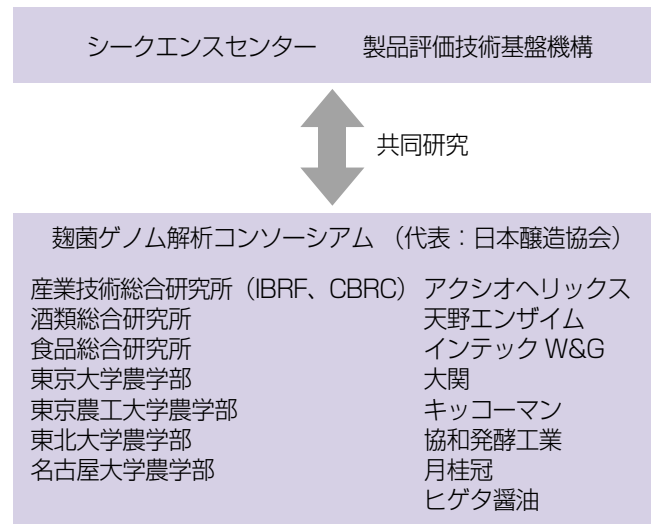 シークエンスセンター　　製品評価技術基盤機構
共同研究
麹菌ゲノム解析コンソーシアム （代表：日本醸造協会）
産業技術総合研究所（IBRF、CBRC）
酒類総合研究所
食品総合研究所
東京大学農学部
東京農工大学農学部
東北大学農学部
名古屋大学農学部
アクシオヘリックス
天野エンザイム
インテック W&G
大関
キッコーマン
協和発酵工業
月桂冠
ヒゲタ醤油